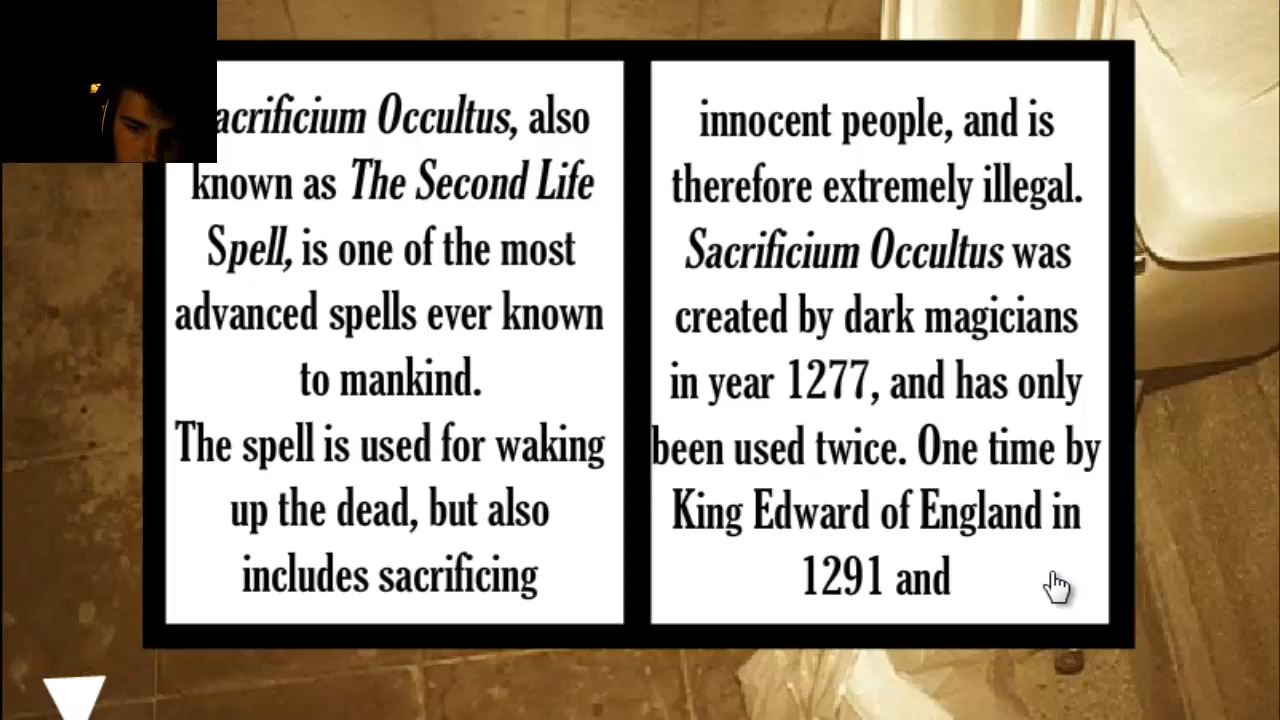 acrificium Occultus, also
known as The Second Life
Spell, is one of the most
advanced spells ever known
to mankind.
The spell is used for waking
up the dead, but also
includes sacrificing
innocent people, and is
therefore extremely illegal.
Sacrificium Occultus was
created by dark magicians
in year 1277, and has only
been used twice. One time by
King Edward of England in
1291 and